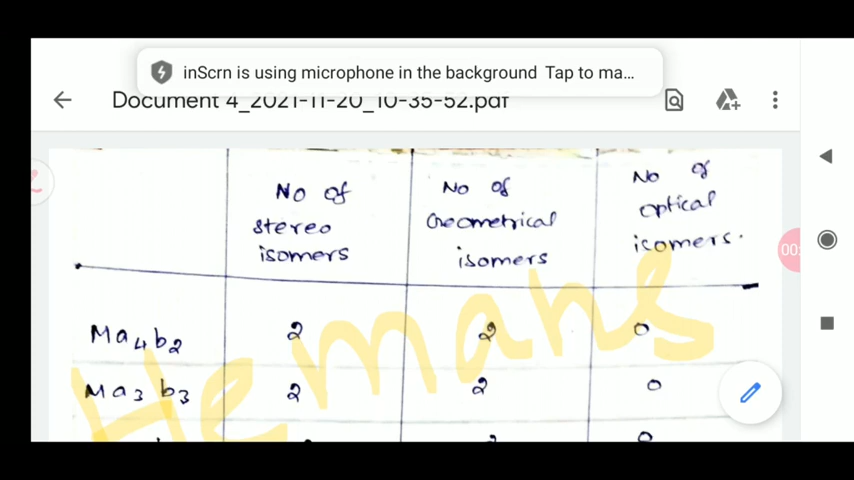 inScrn is using microphone in the background Tap to ma...
Document 4_2021-11-20_10-35-52.pdf
No of stereo isomers
No of Geometrical isomers
No of optical isomers.
Ma4b2 2 2 0
Ma3b3 2 2 0
Hemans